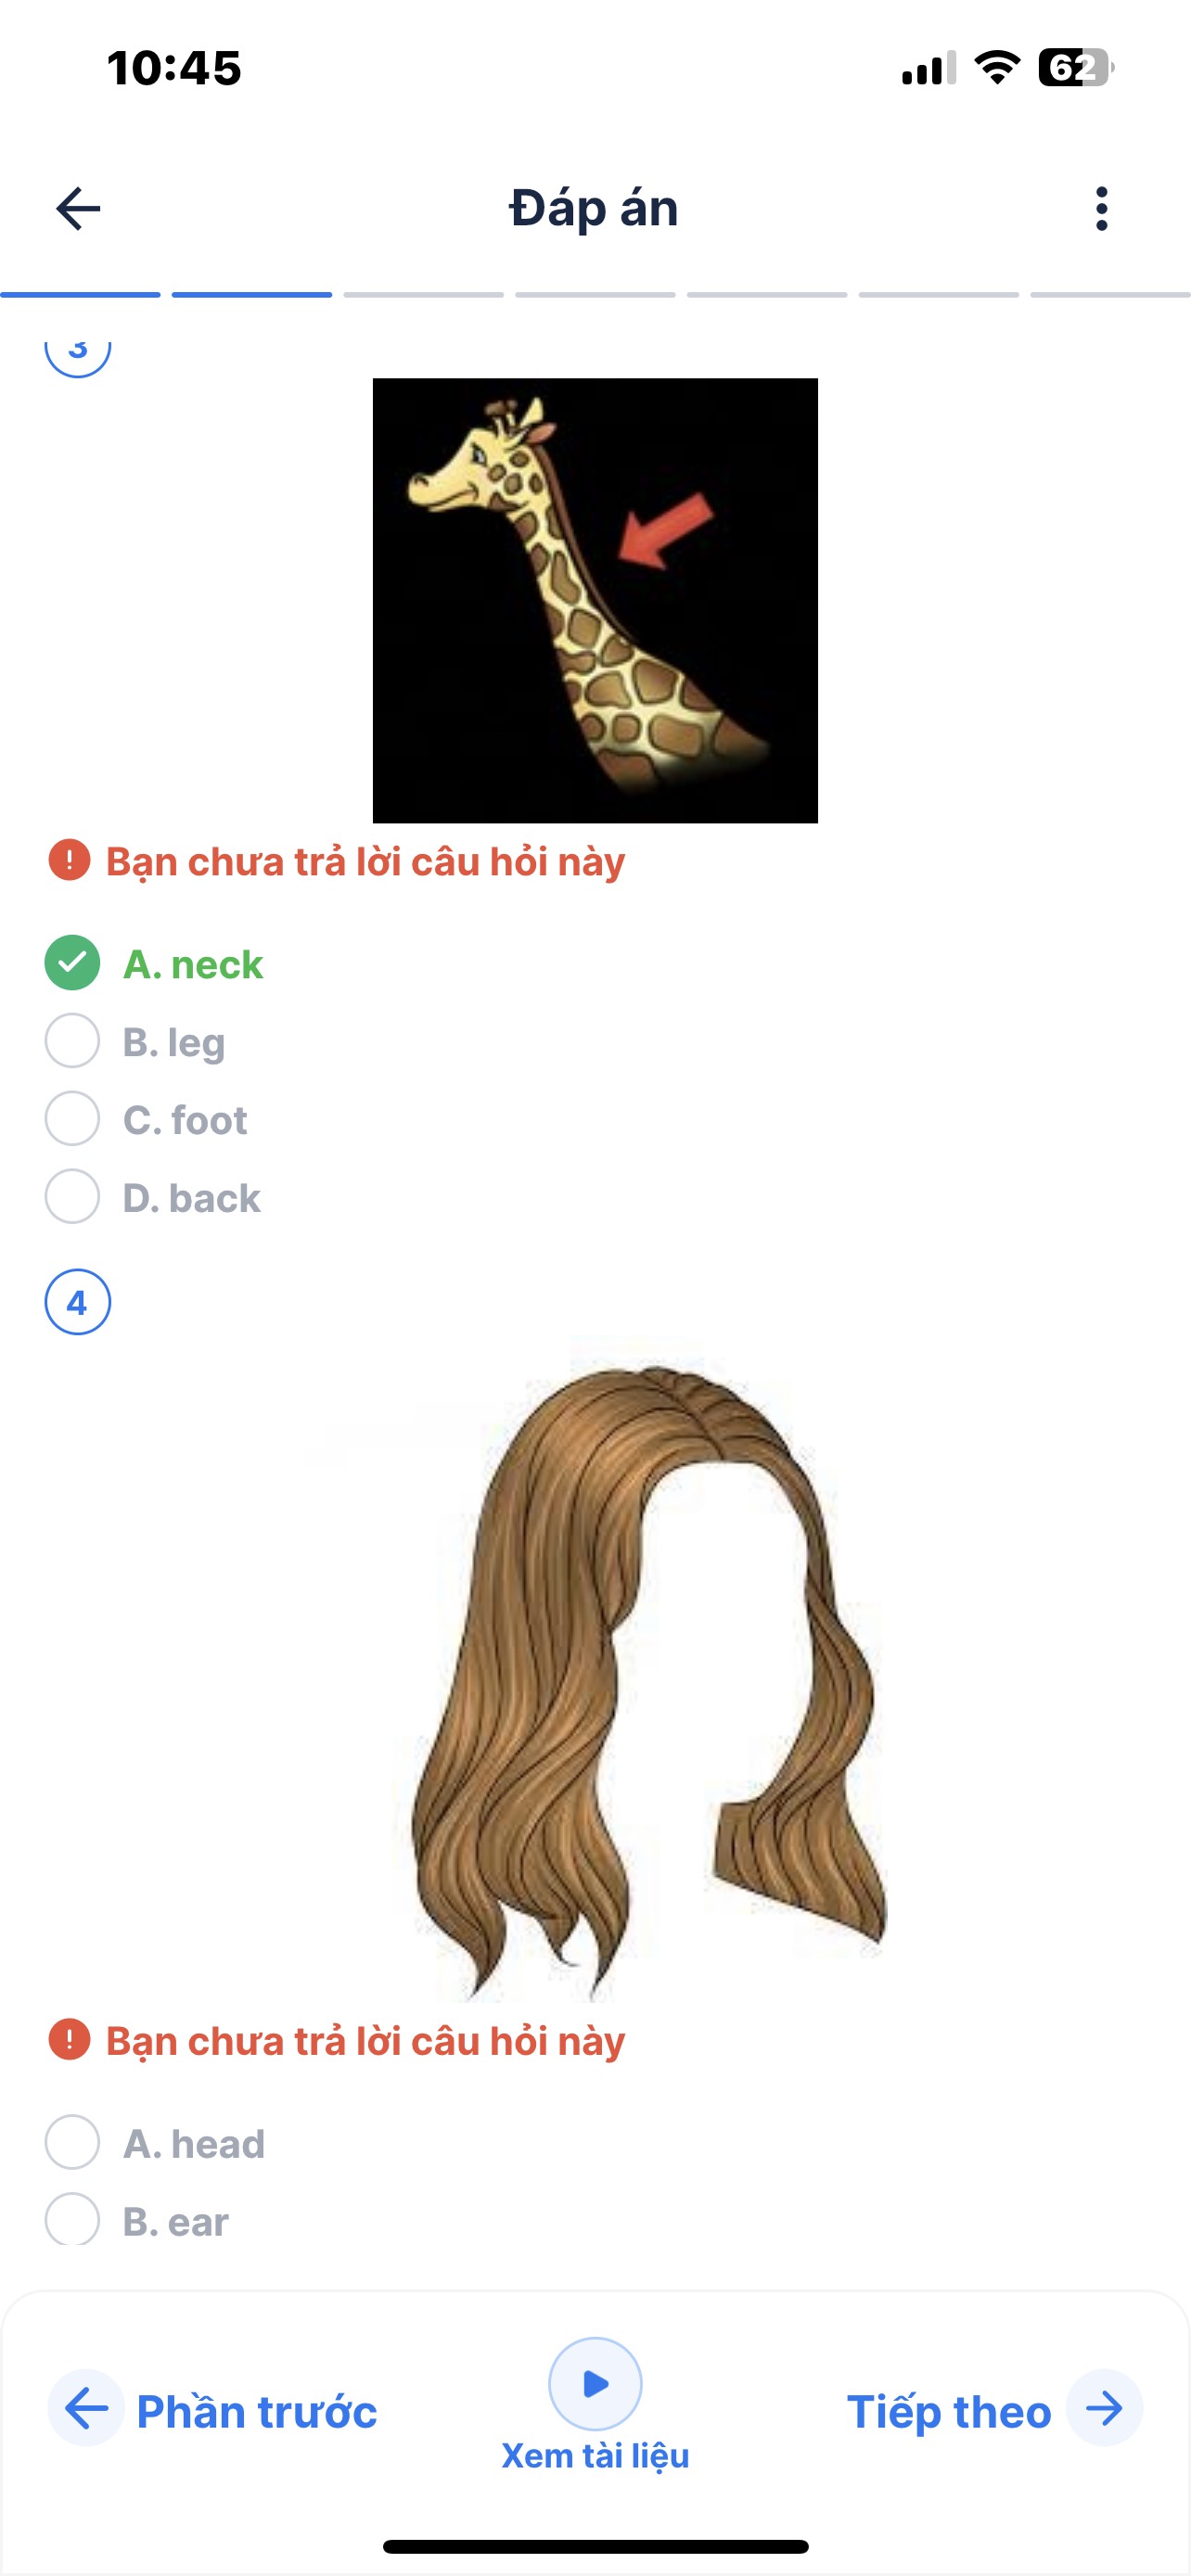 10:45
62
Đáp án
3
Bạn chưa trả lời câu hỏi này
A. neck
B. leg
C. foot
D. back
4
Bạn chưa trả lời câu hỏi này
A. head
B. ear
Phần trước
Xem tài liệu
Tiếp theo